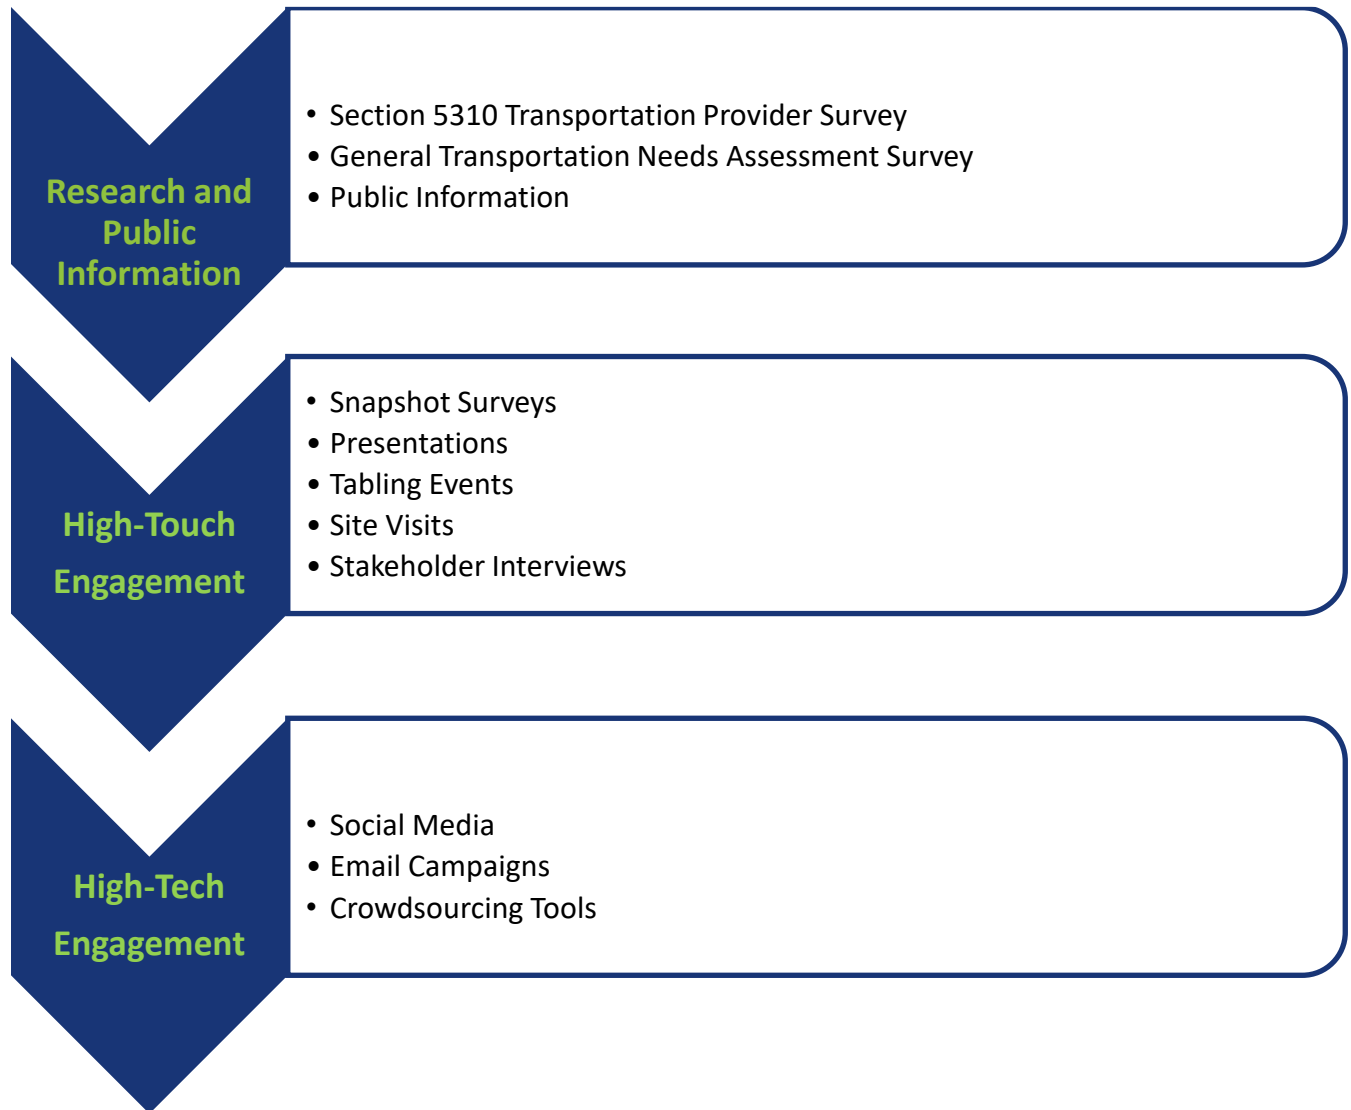 Research and
Public
Information
• Section 5310 Transportation Provider Survey
• General Transportation Needs Assessment Survey
• Public Information
High-Touch
Engagement
• Snapshot Surveys
• Presentations
• Tabling Events
• Site Visits
• Stakeholder Interviews
High-Tech
Engagement
• Social Media
• Email Campaigns
• Crowdsourcing Tools